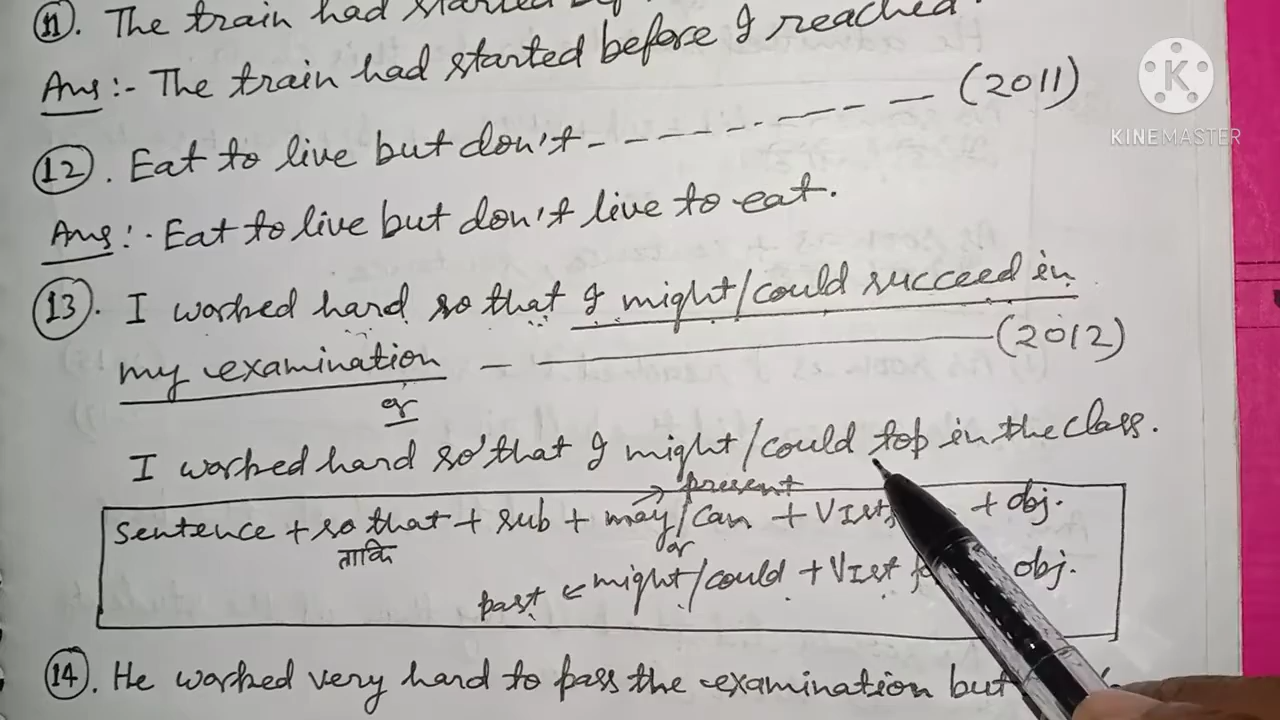 11. The train had started
Ans :- The train had started before I reached.
12. Eat to live but don't - - - - - - - - - (2011)
KINEMASTER
Ans :- Eat to live but don't live to eat.
13. I worked hard so that I might/could succeed in
my examination - ——— (2012)
or
I worked hard so that I might/could top in the class.
present
Sentence + so that + sub + may/can + VIst + obj.
ताकि or
past ← might/could + VIst obj.
14. He worked very hard to pass the examination but